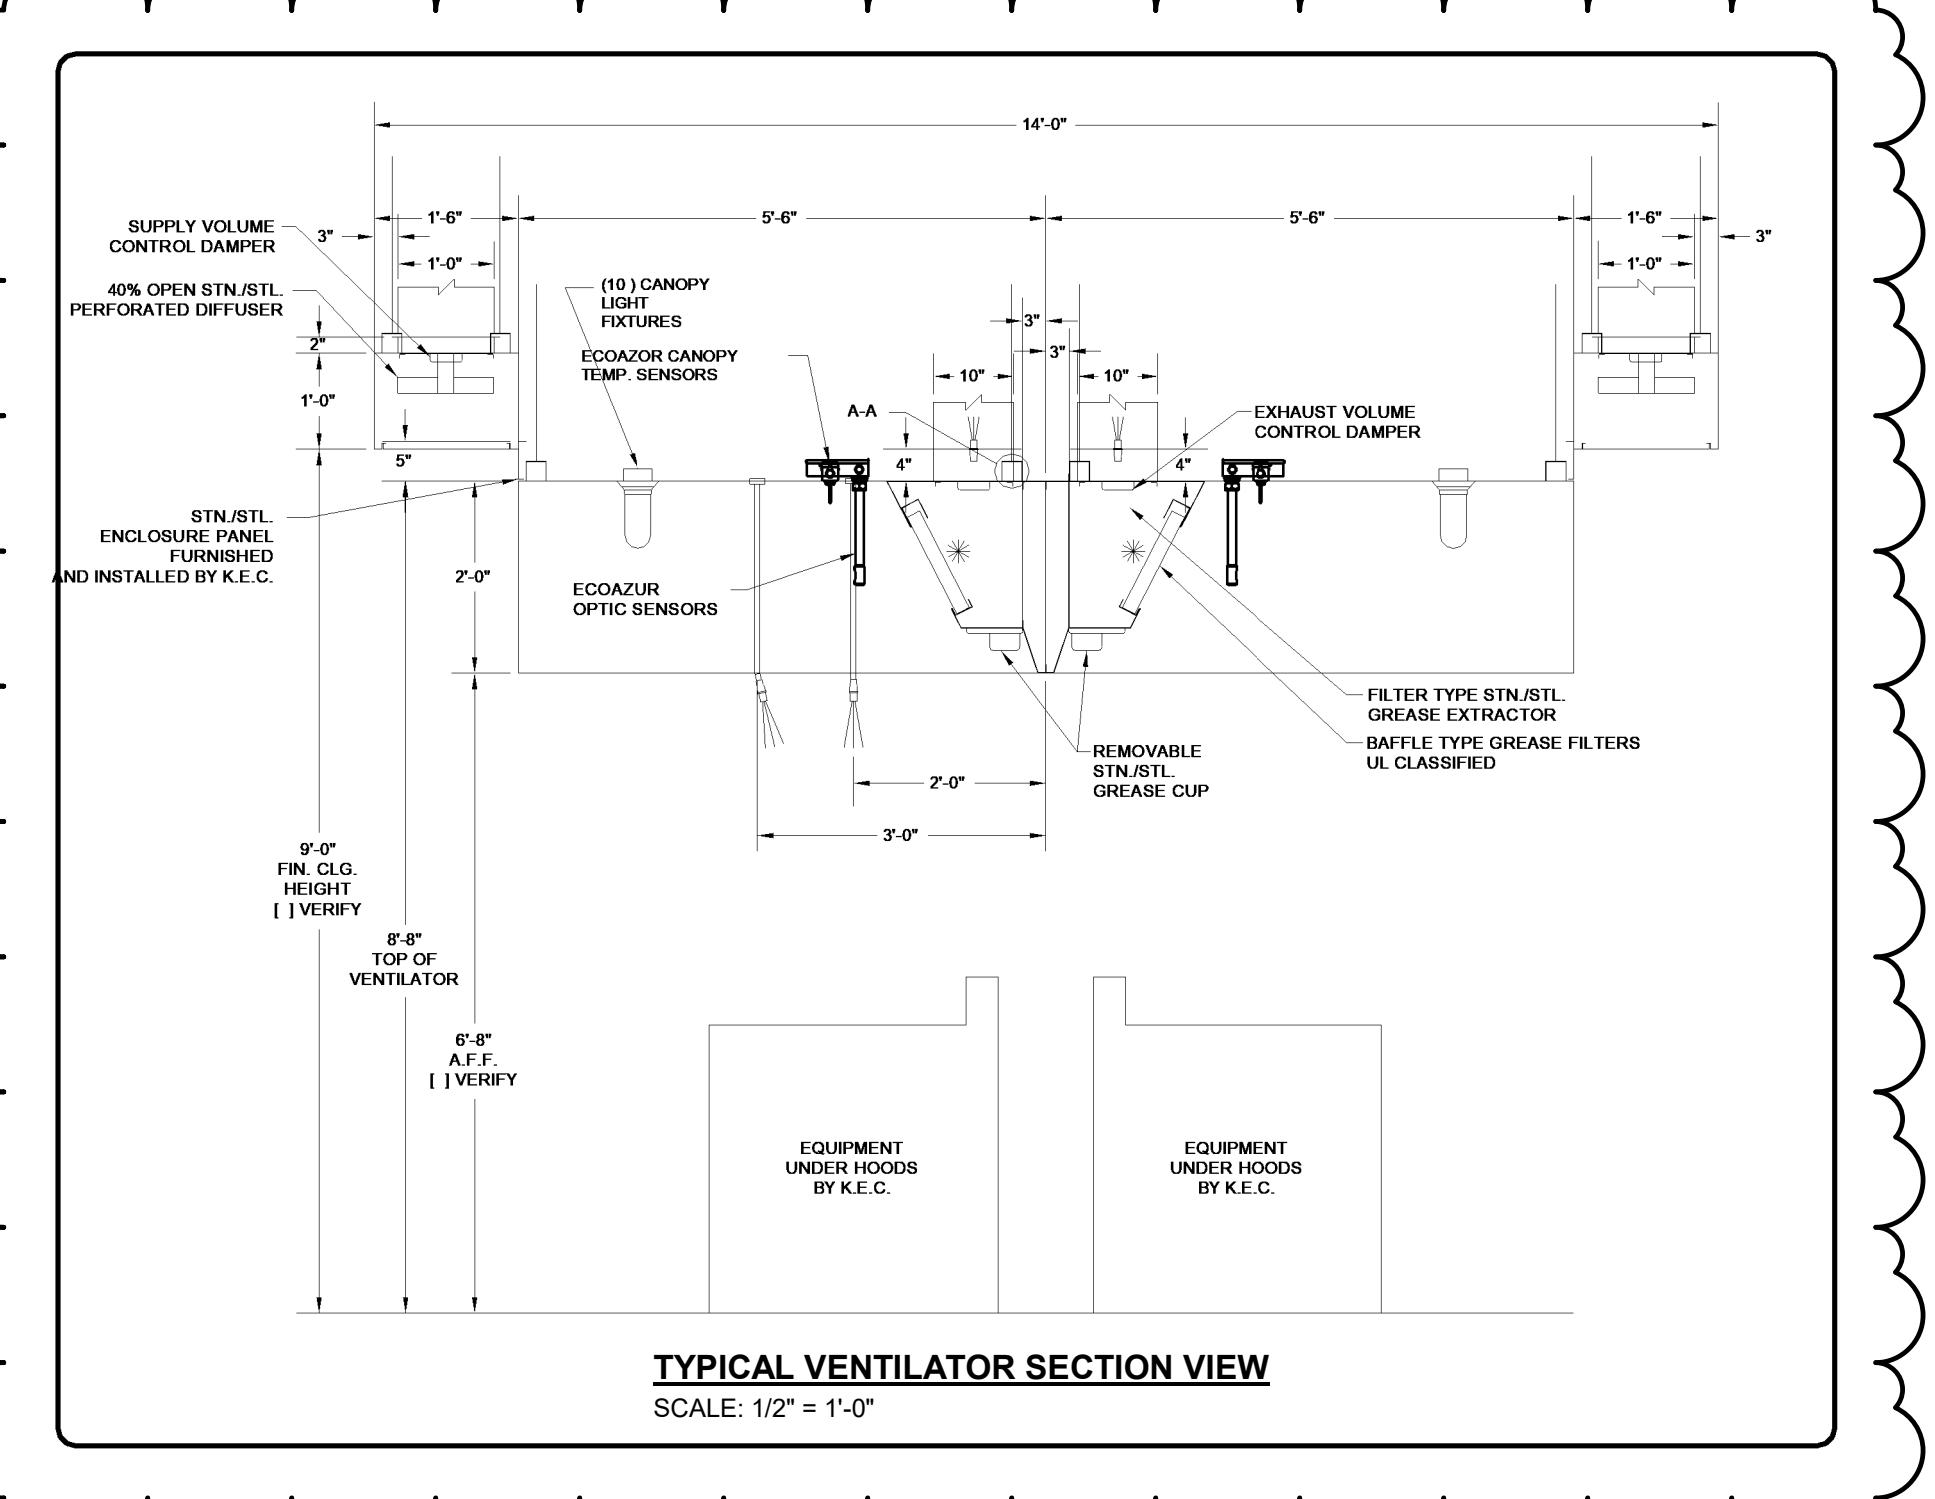 14'-0"
1'-6"
5'-6"
5'-6"
1'-6"
SUPPLY VOLUME
CONTROL DAMPER
3"
3"
1'-0"
1'-0"
40% OPEN STN./STL.
PERFORATED DIFFUSER
(10 ) CANOPY
LIGHT
FIXTURES
2"
3"
3"
ECOAZOR CANOPY
TEMP. SENSORS
10"
10"
1'-0"
A-A
EXHAUST VOLUME
CONTROL DAMPER
5"
4"
4"
STN./STL.
ENCLOSURE PANEL
FURNISHED
AND INSTALLED BY K.E.C.
2'-0"
ECOAZUR
OPTIC SENSORS
FILTER TYPE STN./STL.
GREASE EXTRACTOR
BAFFLE TYPE GREASE FILTERS
UL CLASSIFIED
REMOVABLE
STN./STL.
GREASE CUP
2'-0"
3'-0"
9'-0"
FIN. CLG.
HEIGHT
[ ] VERIFY
8'-8"
TOP OF
VENTILATOR
6'-8"
A.F.F.
[ ] VERIFY
EQUIPMENT
UNDER HOODS
BY K.E.C.
EQUIPMENT
UNDER HOODS
BY K.E.C.
TYPICAL VENTILATOR SECTION VIEW
SCALE: 1/2" = 1'-0"